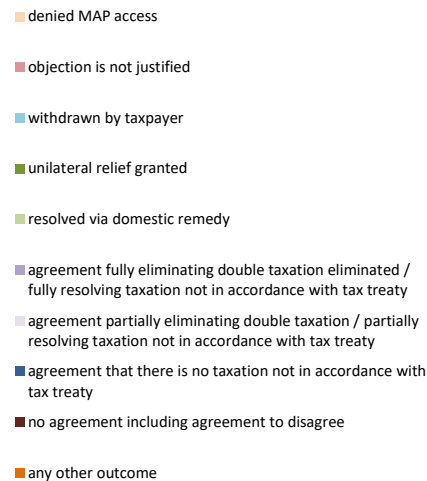 denied MAP access
objection is not justified
withdrawn by taxpayer
unilateral relief granted
resolved via domestic remedy
agreement fully eliminating double taxation eliminated /
fully resolving taxation not in accordance with tax treaty
agreement partially eliminating double taxation / partially
resolving taxation not in accordance with tax treaty
agreement that there is no taxation not in accordance with
tax treaty
no agreement including agreement to disagree
any other outcome